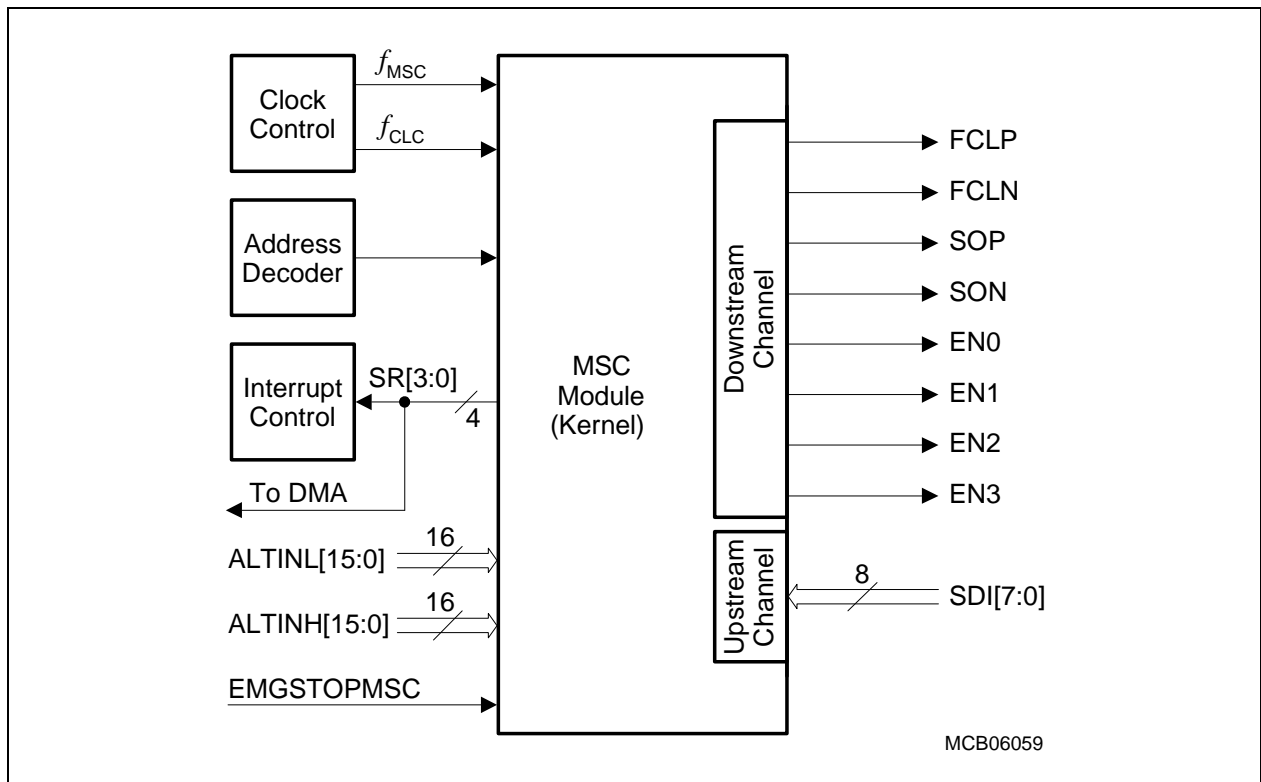 Clock
Control
fMSC
fCLC
Address
Decoder
Interrupt
Control
SR[3:0]
4
To DMA
ALTINL[15:0]
16
ALTINH[15:0]
16
EMGSTOPMSC
MSC
Module
(Kernel)
Downstream
Channel
Upstream
Channel
FCLP
FCLN
SOP
SON
EN0
EN1
EN2
EN3
8
SDI[7:0]
MCB06059